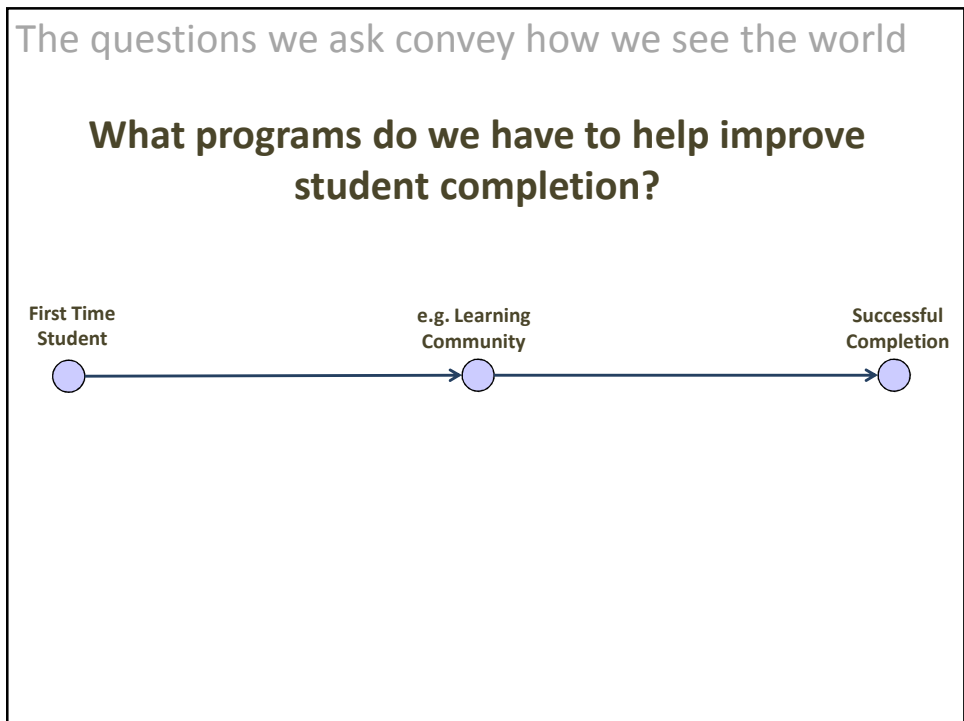 The questions we ask convey how we see the world
What programs do we have to help improve
student completion?
First Time
Student
e.g. Learning
Community
Successful
Completion